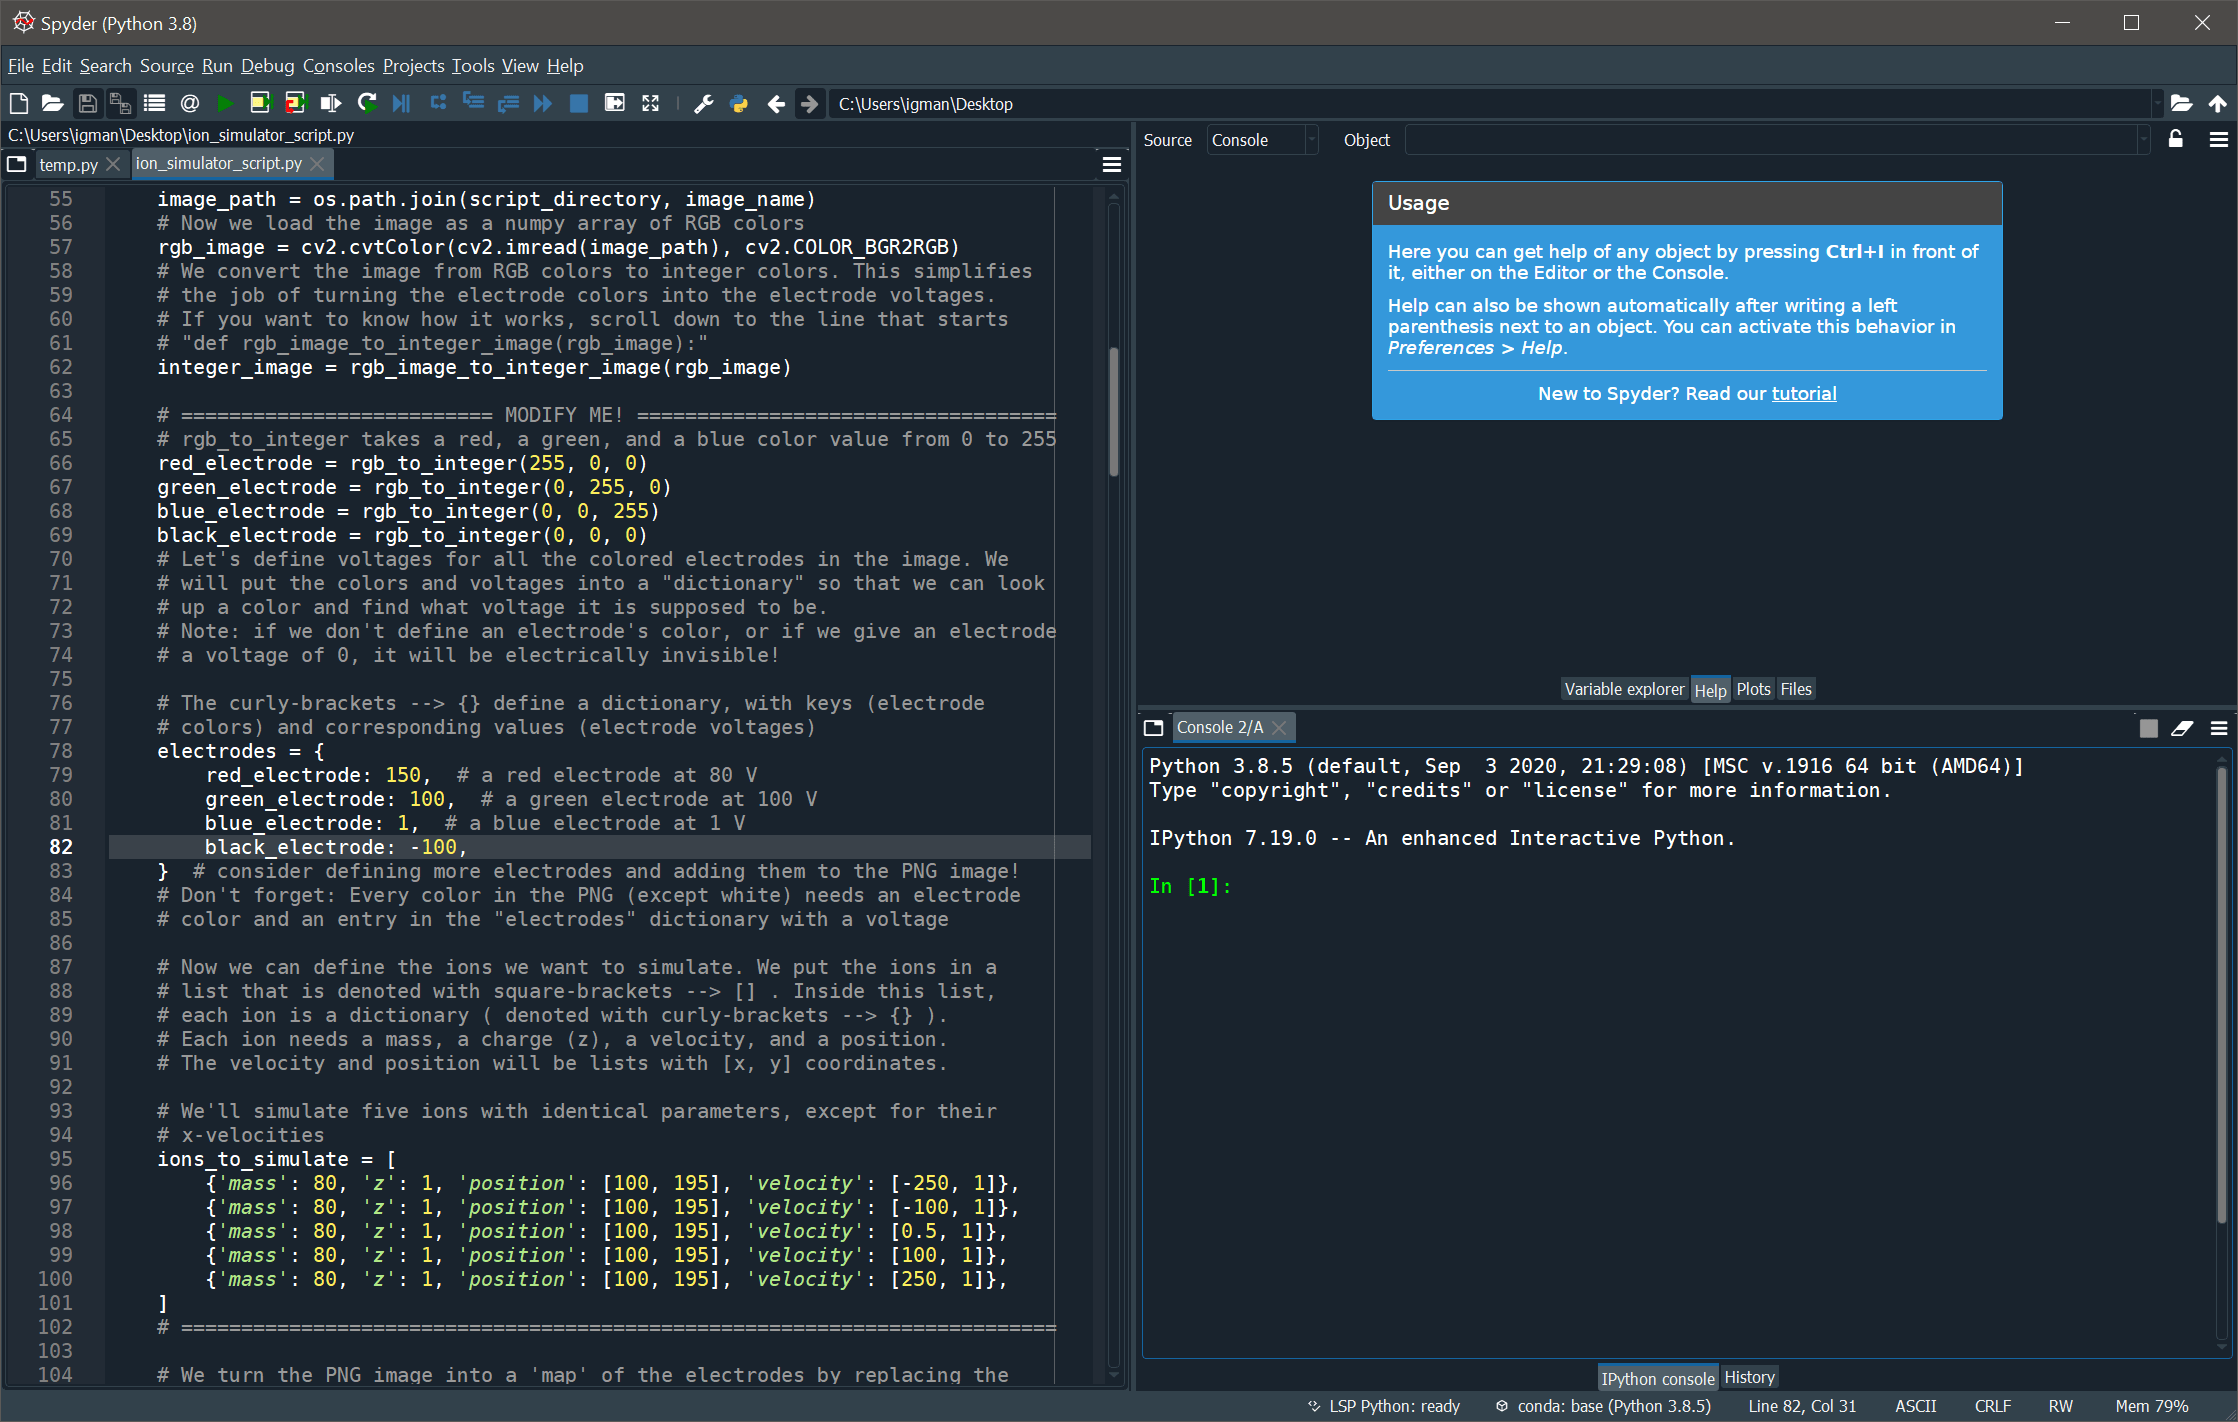 Spyder (Python 3.8)
File Edit Search Source Run Debug Consoles Projects Tools View Help
C:\Users\igman\Desktop
C:\Users\igman\Desktop\ion_simulator_script.py
temp.py ion_simulator_script.py
55 image_path = os.path.join(script_directory, image_name)
56 # Now we load the image as a numpy array of RGB colors
57 rgb_image = cv2.cvtColor(cv2.imread(image_path), cv2.COLOR_BGR2RGB)
58 # We convert the image from RGB colors to integer colors. This simplifies
59 # the job of turning the electrode colors into the electrode voltages.
60 # If you want to know how it works, scroll down to the line that starts
61 # "def rgb_image_to_integer_image(rgb_image):"
62 integer_image = rgb_image_to_integer_image(rgb_image)
63
64 # ========================== MODIFY ME! ===================================
65 # rgb_to_integer takes a red, a green, and a blue color value from 0 to 255
66 red_electrode = rgb_to_integer(255, 0, 0)
67 green_electrode = rgb_to_integer(0, 255, 0)
68 blue_electrode = rgb_to_integer(0, 0, 255)
69 black_electrode = rgb_to_integer(0, 0, 0)
70 # Let's define voltages for all the colored electrodes in the image. We
71 # will put the colors and voltages into a "dictionary" so that we can look
72 # up a color and find what voltage it is supposed to be.
73 # Note: if we don't define an electrode's color, or if we give an electrode
74 # a voltage of 0, it will be electrically invisible!
75
76 # The curly-brackets --> {} define a dictionary, with keys (electrode
77 # colors) and corresponding values (electrode voltages)
78 electrodes = {
79 red_electrode: 150,  # a red electrode at 80 V
80 green_electrode: 100,  # a green electrode at 100 V
81 blue_electrode: 1,  # a blue electrode at 1 V
82 black_electrode: -100,
83 }  # consider defining more electrodes and adding them to the PNG image!
84 # Don't forget: Every color in the PNG (except white) needs an electrode
85 # color and an entry in the "electrodes" dictionary with a voltage
86
87 # Now we can define the ions we want to simulate. We put the ions in a
88 # list that is denoted with square-brackets --> [] . Inside this list,
89 # each ion is a dictionary ( denoted with curly-brackets --> {} ).
90 # Each ion needs a mass, a charge (z), a velocity, and a position.
91 # The velocity and position will be lists with [x, y] coordinates.
92
93 # We'll simulate five ions with identical parameters, except for their
94 # x-velocities
95 ions_to_simulate = [
96 {'mass': 80, 'z': 1, 'position': [100, 195], 'velocity': [-250, 1]},
97 {'mass': 80, 'z': 1, 'position': [100, 195], 'velocity': [-100, 1]},
98 {'mass': 80, 'z': 1, 'position': [100, 195], 'velocity': [0.5, 1]},
99 {'mass': 80, 'z': 1, 'position': [100, 195], 'velocity': [100, 1]},
100 {'mass': 80, 'z': 1, 'position': [100, 195], 'velocity': [250, 1]},
101 ]
102 # =========================================================================
103
104 # We turn the PNG image into a 'map' of the electrodes by replacing the
Source Console Object
Usage
Here you can get help of any object by pressing Ctrl+I in front of
it, either on the Editor or the Console.
Help can also be shown automatically after writing a left
parenthesis next to an object. You can activate this behavior in
Preferences > Help.
New to Spyder? Read our tutorial
Variable explorer Help Plots Files
Console 2/A
Python 3.8.5 (default, Sep  3 2020, 21:29:08) [MSC v.1916 64 bit (AMD64)]
Type "copyright", "credits" or "license" for more information.
IPython 7.19.0 -- An enhanced Interactive Python.
In [1]:
IPython console History
LSP Python: ready conda: base (Python 3.8.5) Line 82, Col 31 ASCII CRLF RW Mem 79%